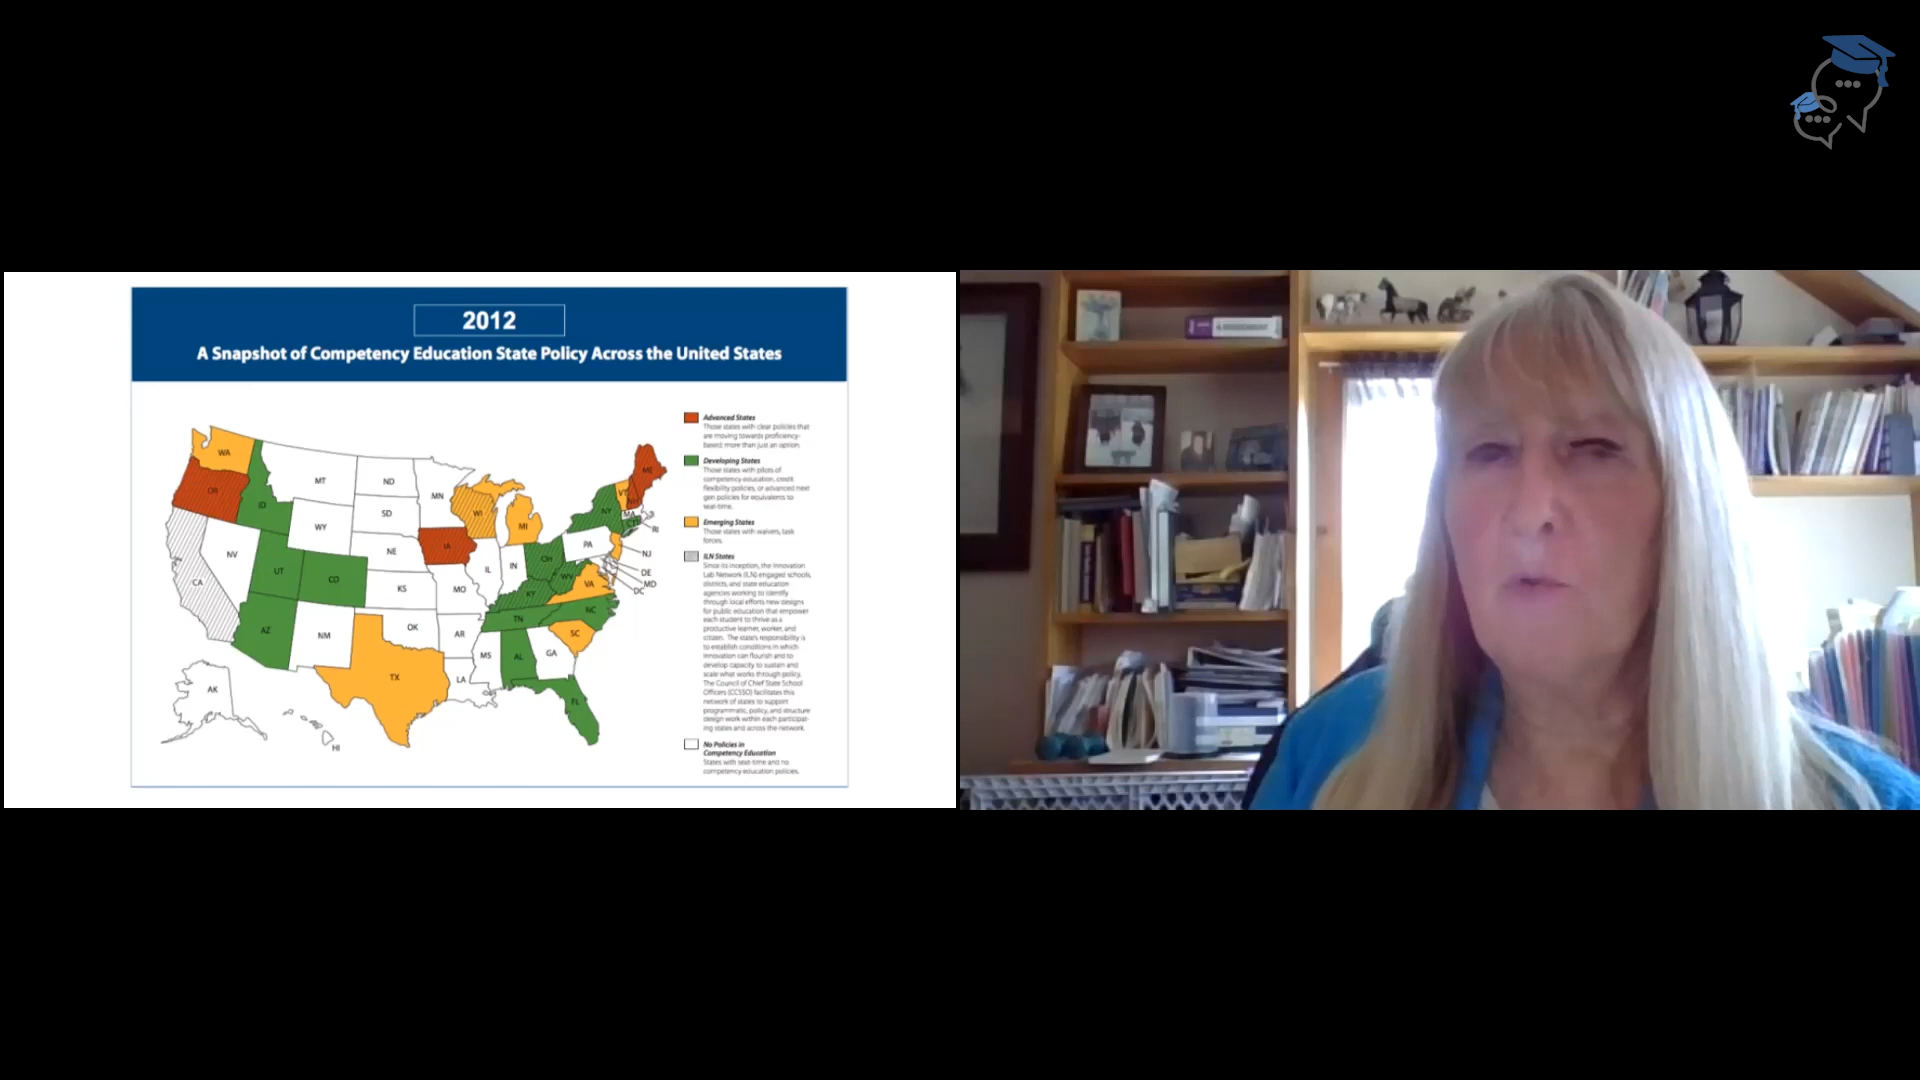 2012
A Snapshot of Competency Education State Policy Across the United States
Advanced States
Those states with clear policies that
are moving towards proficiency-
based; more than just an option.
Developing States
Those states with pilots of
competency education, credit
flexibility policies, or advanced next
gen policies for equivalents to
seat-time.
Emerging States
Those states with waivers, task
forces.
ILN States
Since its inception, the Innovation
Lab Network (ILN) engaged schools,
districts, and state education
agencies working to identify
through local efforts new designs
for public education that empower
each student to thrive as a
productive learner, worker, and
citizen. The state's responsibility is
to establish conditions in which
innovation can flourish and to
develop capacity to sustain and
scale what works through policy.
The Council of Chief State School
Officers (CCSSO) facilitates this
network of states to support
programmatic, policy, and structure
design work within each participat-
ing states and across the network.
No Policies in
Competency Education
States with seat-time and no
competency education policies.
WA
MT
ND
MN
OR
ID
SD
WI
MI
NY
VT
ME
NH
MA
CT
RI
WY
NE
IA
PA
NJ
NV
UT
CO
IL
IN
OH
DE
MD
DC
CA
KS
MO
KY
WV
VA
AZ
NM
OK
AR
TN
NC
SC
TX
LA
MS
AL
GA
FL
AK
HI